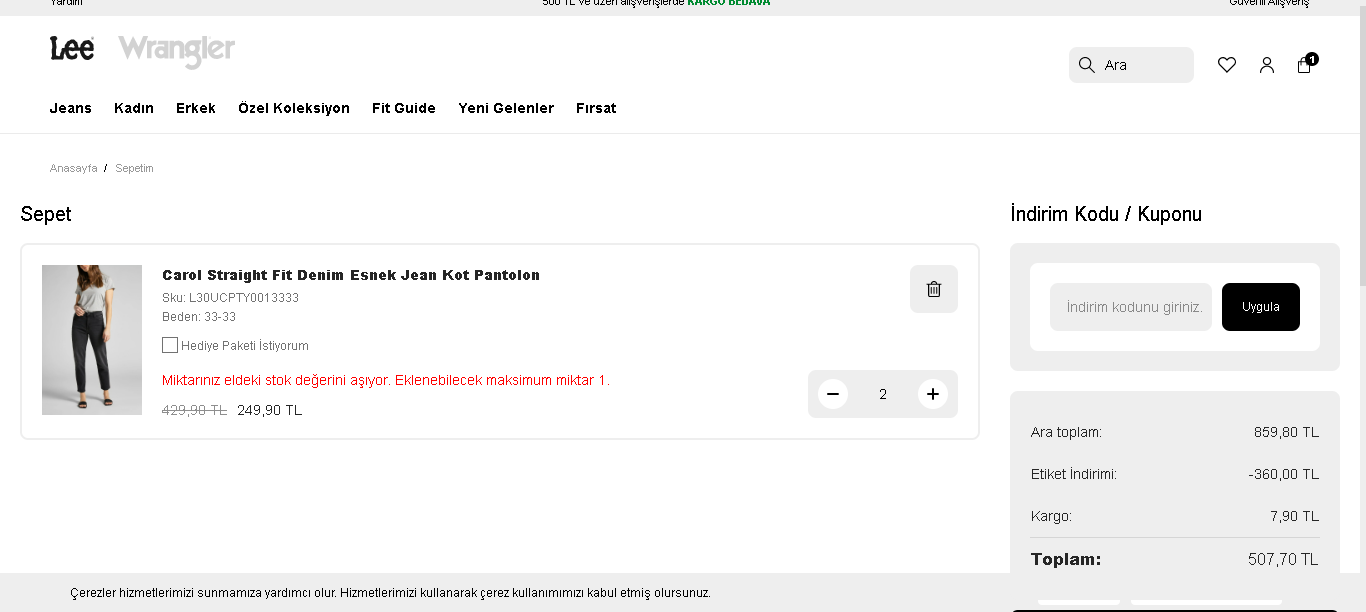 Yardım
500 TL ve üzeri alışverişlerde KARGO BEDAVA
Güvenli Alışveriş
Lee Wrangler
Ara
1
Jeans Kadın Erkek Özel Koleksiyon Fit Guide Yeni Gelenler Fırsat
Anasayfa / Sepetim
Sepet
Carol Straight Fit Denim Esnek Jean Kot Pantolon
Sku: L30UCPTY0013333
Beden: 33-33
Hediye Paketi İstiyorum
Miktarınız eldeki stok değerini aşıyor. Eklenebilecek maksimum miktar 1.
429,90 TL 249,90 TL
2
İndirim Kodu / Kuponu
İndirim kodunu giriniz. Uygula
Ara toplam: 859,80 TL
Etiket İndirimi: -360,00 TL
Kargo: 7,90 TL
Toplam: 507,70 TL
Çerezler hizmetlerimizi sunmamıza yardımcı olur. Hizmetlerimizi kullanarak çerez kullanımımızı kabul etmiş olursunuz.